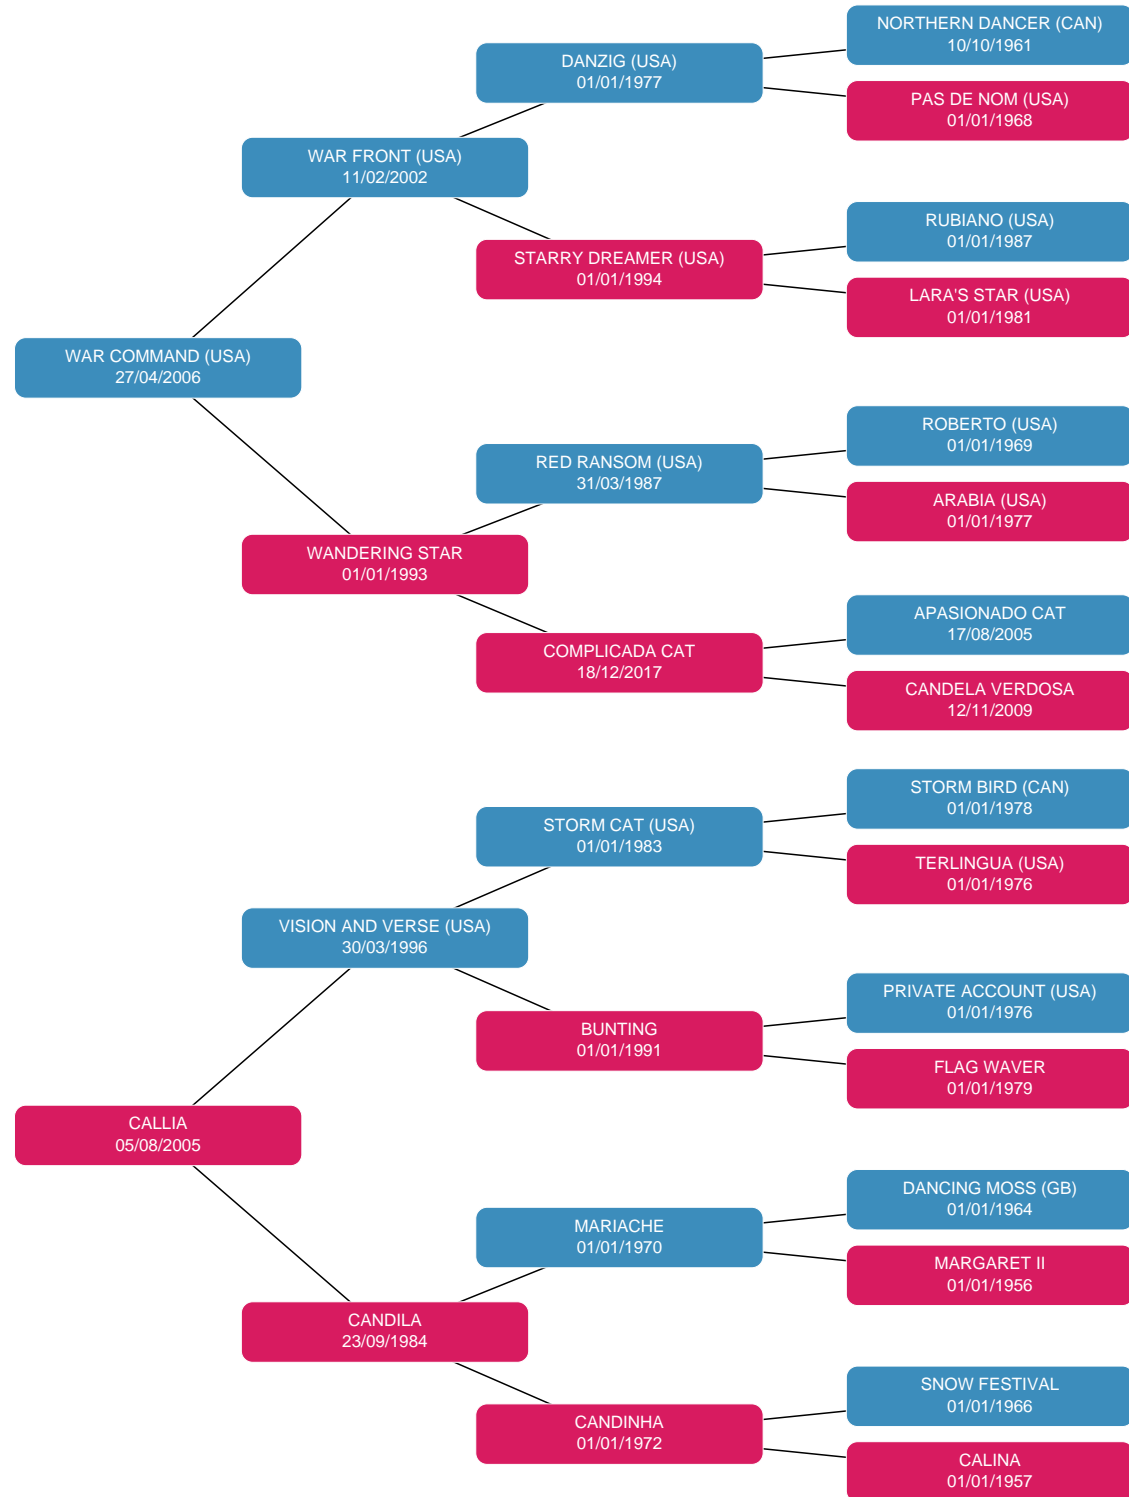 NORTHERN DANCER (CAN)
10/10/1961
DANZIG (USA)
01/01/1977
PAS DE NOM (USA)
01/01/1968
WAR FRONT (USA)
11/02/2002
RUBIANO (USA)
01/01/1987
STARRY DREAMER (USA)
01/01/1994
LARA'S STAR (USA)
01/01/1981
WAR COMMAND (USA)
27/04/2006
ROBERTO (USA)
01/01/1969
RED RANSOM (USA)
31/03/1987
ARABIA (USA)
01/01/1977
WANDERING STAR
01/01/1993
APASIONADO CAT
17/08/2005
COMPLICADA CAT
18/12/2017
CANDELA VERDOSA
12/11/2009
STORM BIRD (CAN)
01/01/1978
STORM CAT (USA)
01/01/1983
TERLINGUA (USA)
01/01/1976
VISION AND VERSE (USA)
30/03/1996
PRIVATE ACCOUNT (USA)
01/01/1976
BUNTING
01/01/1991
FLAG WAVER
01/01/1979
CALLIA
05/08/2005
DANCING MOSS (GB)
01/01/1964
MARIACHE
01/01/1970
MARGARET II
01/01/1956
CANDILA
23/09/1984
SNOW FESTIVAL
01/01/1966
CANDINHA
01/01/1972
CALINA
01/01/1957